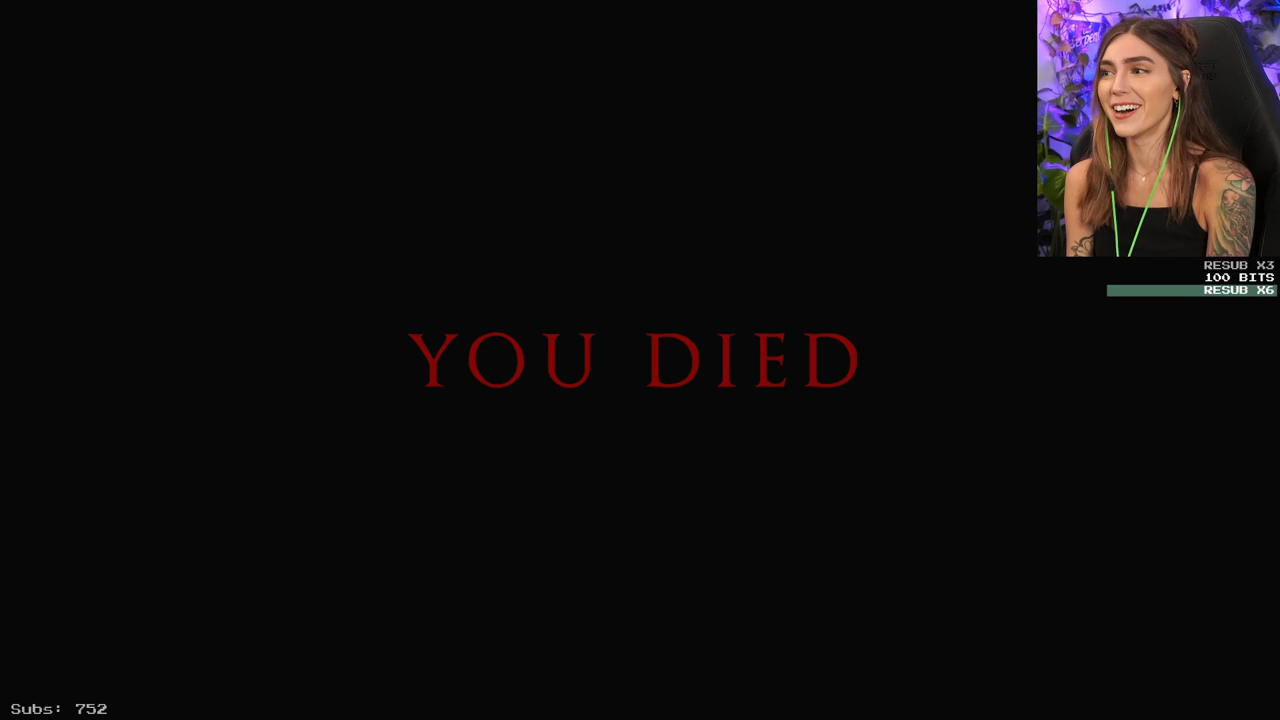 RESUB X3
100 BITS
RESUB X6
YOU DIED
Subs: 752